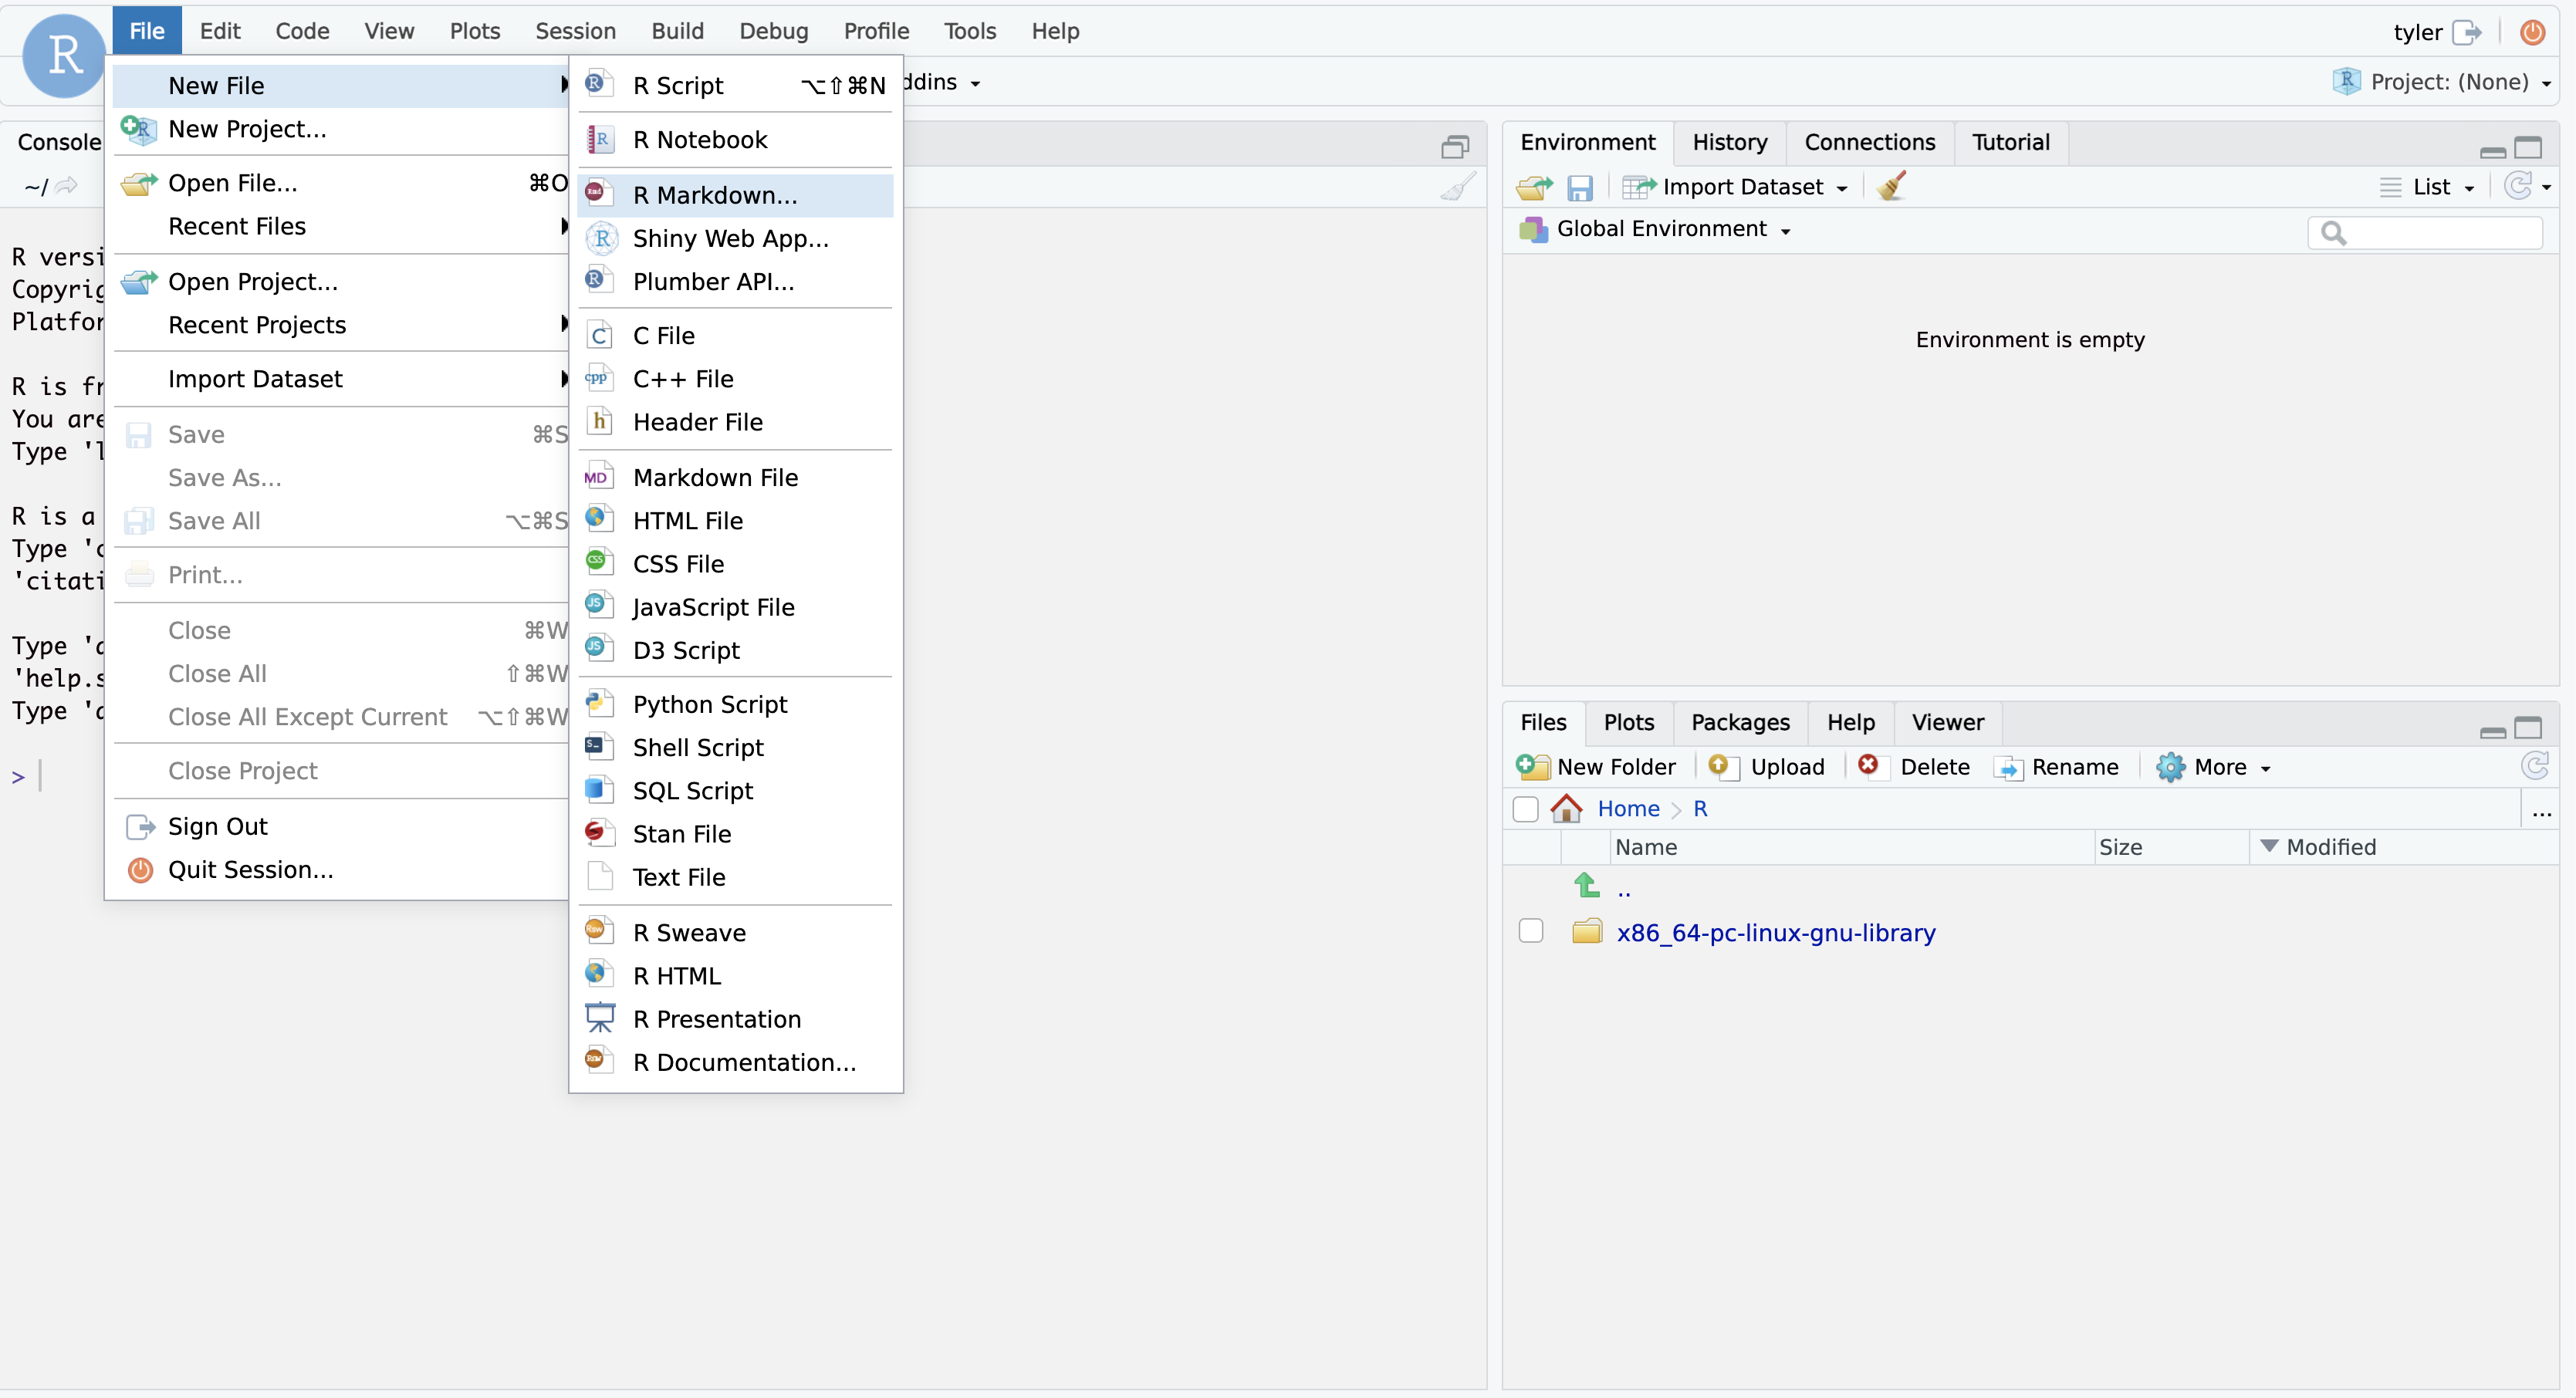 R
File Edit Code View Plots Session Build Debug Profile Tools Help
tyler
ddins
Project: (None)
New File
New Project...
Open File... ⌘O
Recent Files
Open Project...
Recent Projects
Import Dataset
Save ⌘S
Save As...
Save All ⌥⌘S
Print...
Close ⌘W
Close All ⇧⌘W
Close All Except Current ⌥⇧⌘W
Close Project
Sign Out
Quit Session...
R Script ⌥⇧⌘N
R Notebook
R Markdown...
Shiny Web App...
Plumber API...
C File
C++ File
Header File
Markdown File
HTML File
CSS File
JavaScript File
D3 Script
Python Script
Shell Script
SQL Script
Stan File
Text File
R Sweave
R HTML
R Presentation
R Documentation...
Console
~/
R versi
Copyrig
Platfor
R is fr
You are
Type 'l
R is a
Type 'c
'citati
Type 'd
'help.s
Type 'q
>
Environment History Connections Tutorial
Import Dataset List
Global Environment
Environment is empty
Files Plots Packages Help Viewer
New Folder Upload Delete Rename More
Home R ...
Name Size Modified
..
x86_64-pc-linux-gnu-library